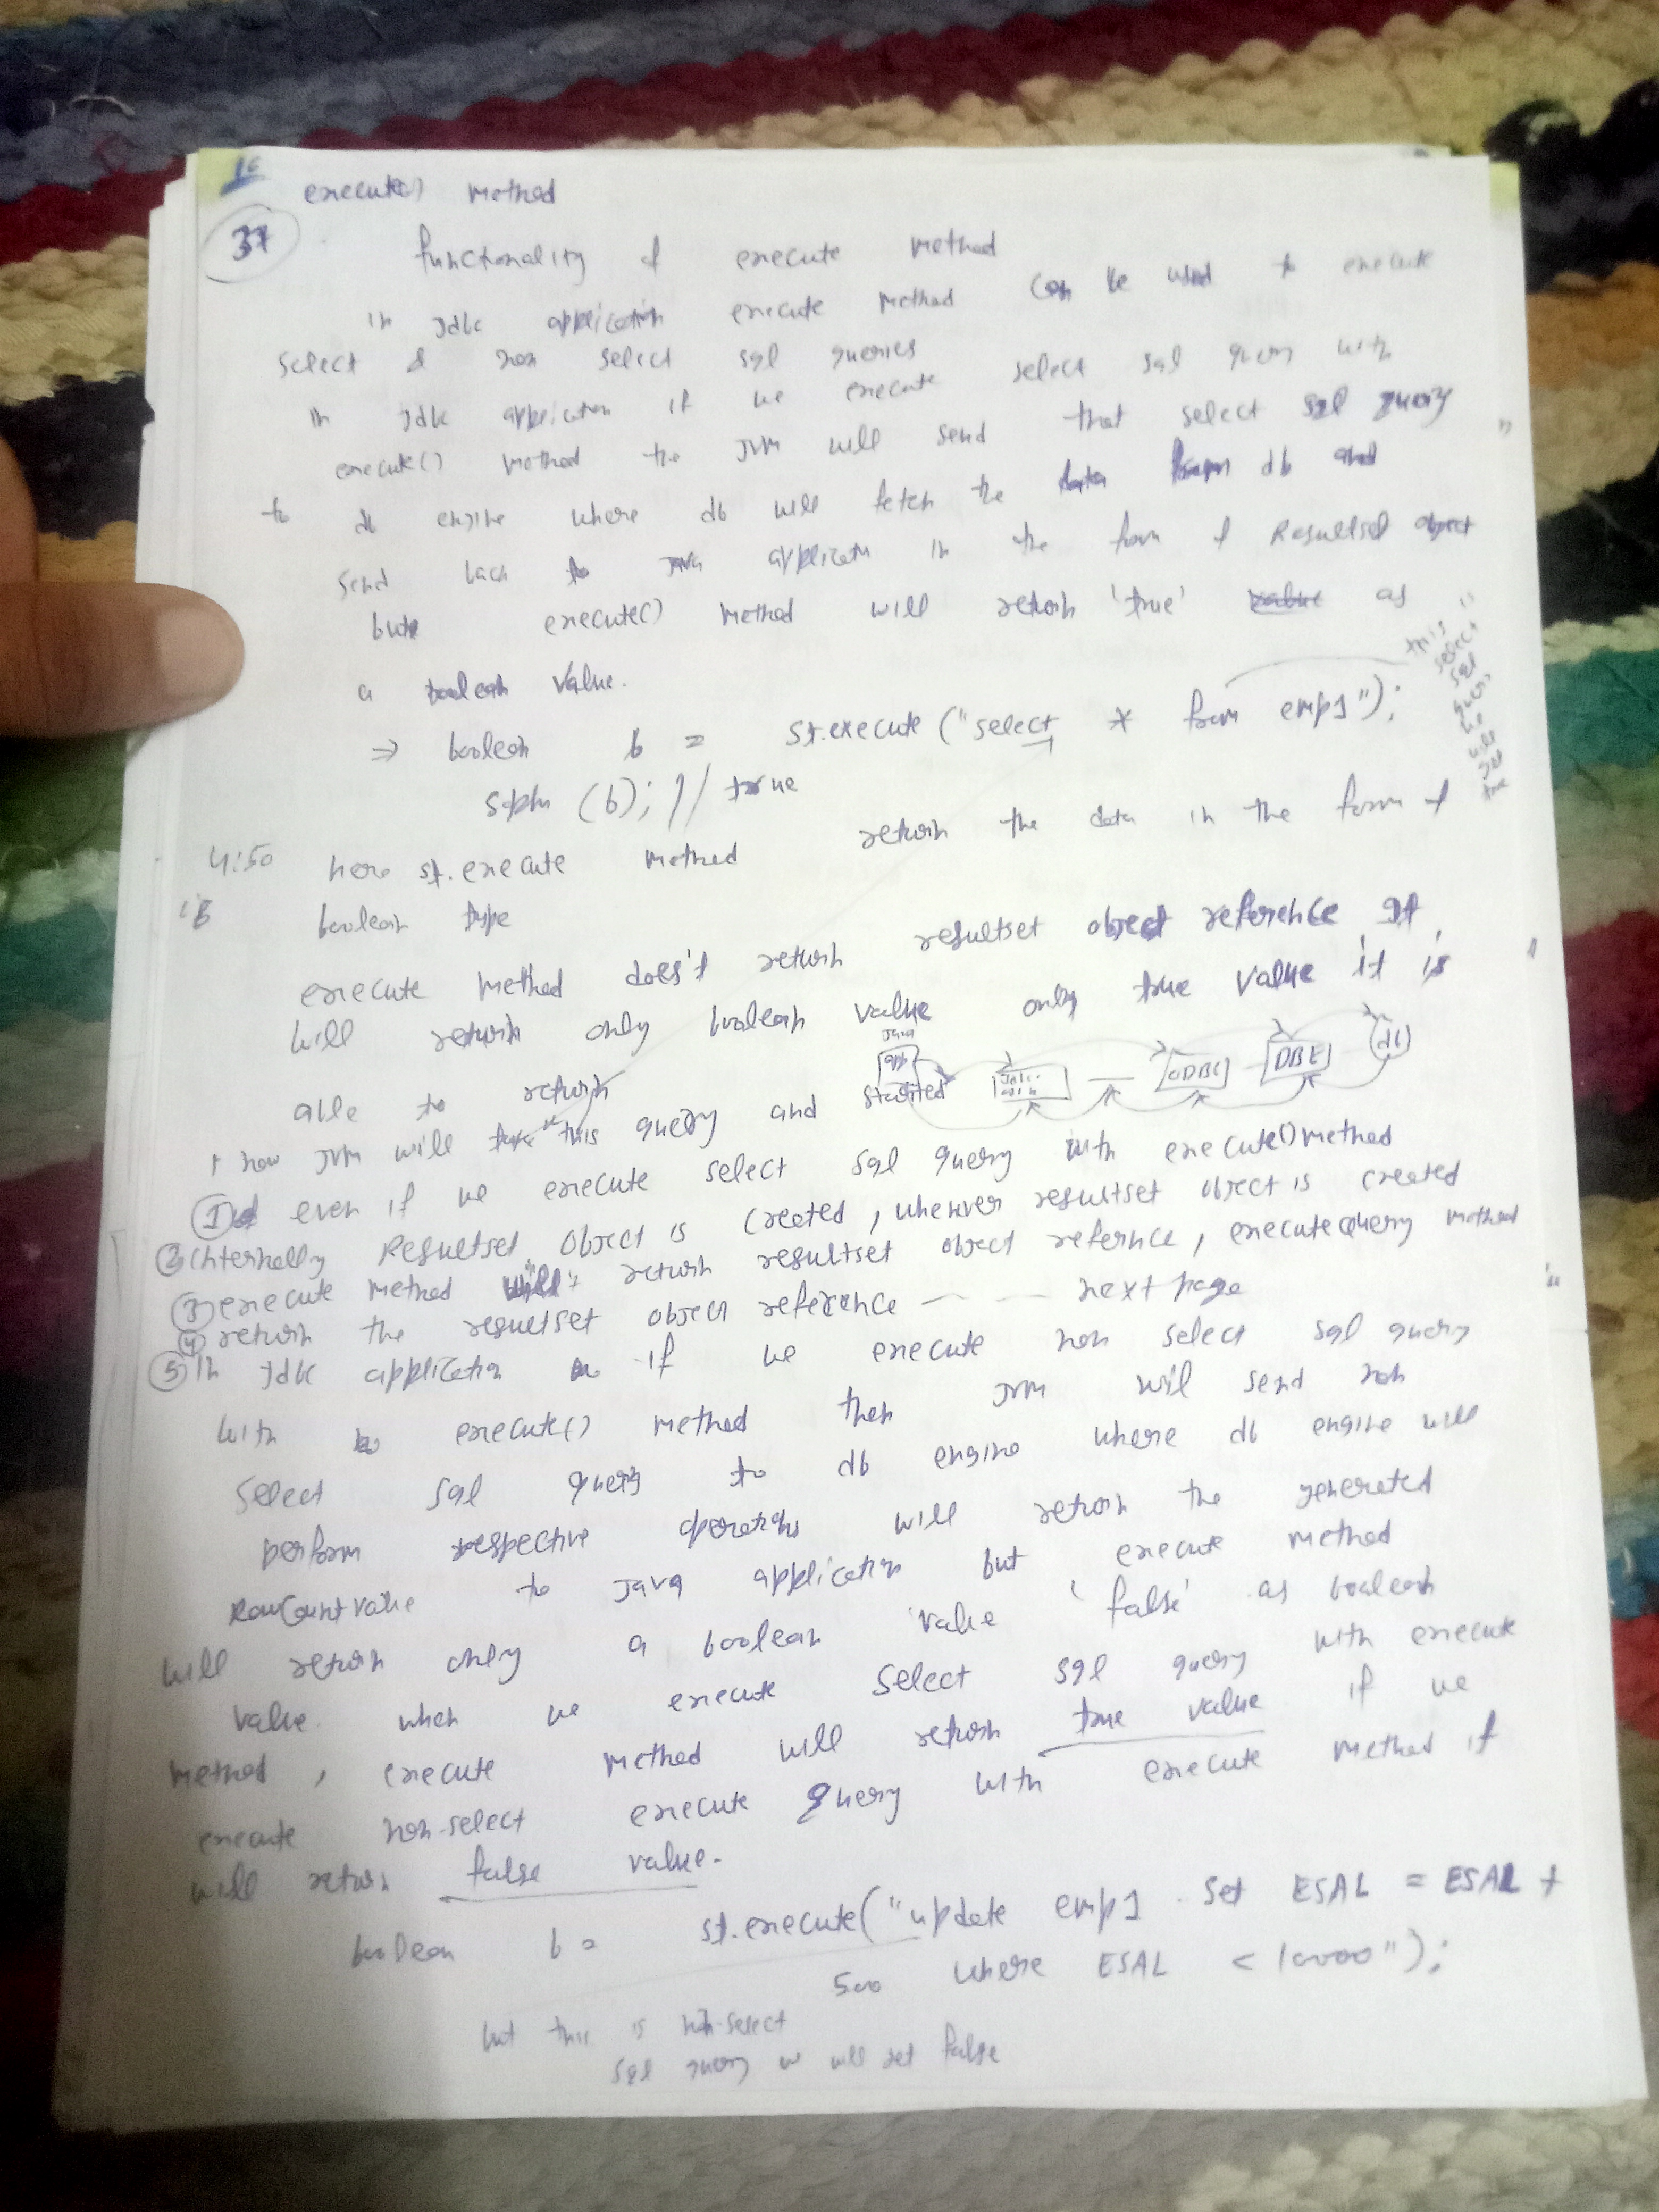 16
execute() method
37
functionality of execute method
in Jdbc application execute method can be used to execute
select & non select sql queries
in Jdbc application if we execute select sql query with
execute() method the JVM will send that select sql query
to db engine where db will fetch the data from db and
send back to Java application in the form of Resultset object
but execute() method will return 'true' value as
a boolean value.
this is select sql query we will get true
⇒ boolean b = st.execute("select * from emp1");
sopln (b); // true
4:50 here st.execute method return the data in the form of
boolean type
execute method does't return resultset object reference It
will return only boolean value only true value it is
able to return
Java app
ODBC
DBE
db
how JVM will take this query and started
① even if we execute select sql query with execute() method
② internally Resultset object is created, whenever resultset object is created
③ execute method return resultset object refernce, executeQuery method
④ return the resultset object reference — — — next page
⑤ In Jdbc application if we execute non select sql query
with execute() method then JVM will send non
select sql query to db engine where db engine will
perform respective operations will return the generated
RowCount value to Java application but execute method
will return only a boolean value 'false' as boolean
value. when we execute select sql query with execute
method, execute method will return true value if we
execute non-select execute query with execute method it
will return false value.
boolean b = st.execute("update emp1 set ESAL = ESAL +
500 where ESAL < 10000");
but this is non-select
sql query w will get false